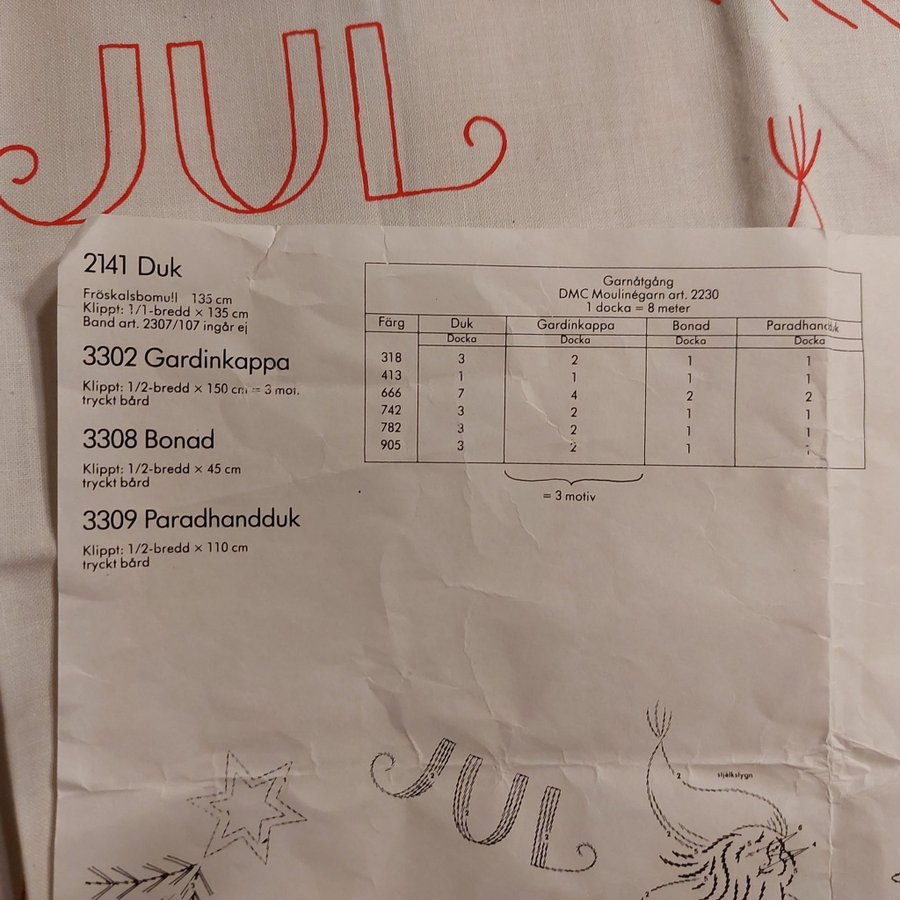 JUL
2141 Duk
Fröskalsbomull 135 cm
Klippt: 1/1-bredd × 135 cm
Band art. 2307/107 ingår ej
3302 Gardinkappa
Klippt: 1/2-bredd × 150 cm = 3 mot.
tryckt bård
3308 Bonad
Klippt: 1/2-bredd × 45 cm
tryckt bård
3309 Paradhandduk
Klippt: 1/2-bredd × 110 cm
tryckt bård
Garnåtgång
DMC Moulinégarn art. 2230
1 docka = 8 meter
Färg Duk Gardinkappa Bonad Paradhandduk
Docka Docka Docka Docka
318 3 2 1 1
413 1 1 1 1
666 7 4 2 2
742 3 2 1 1
782 3 2 1 1
905 3 2 1 1
= 3 motiv
JUL
2 stjälkstygn
2
2